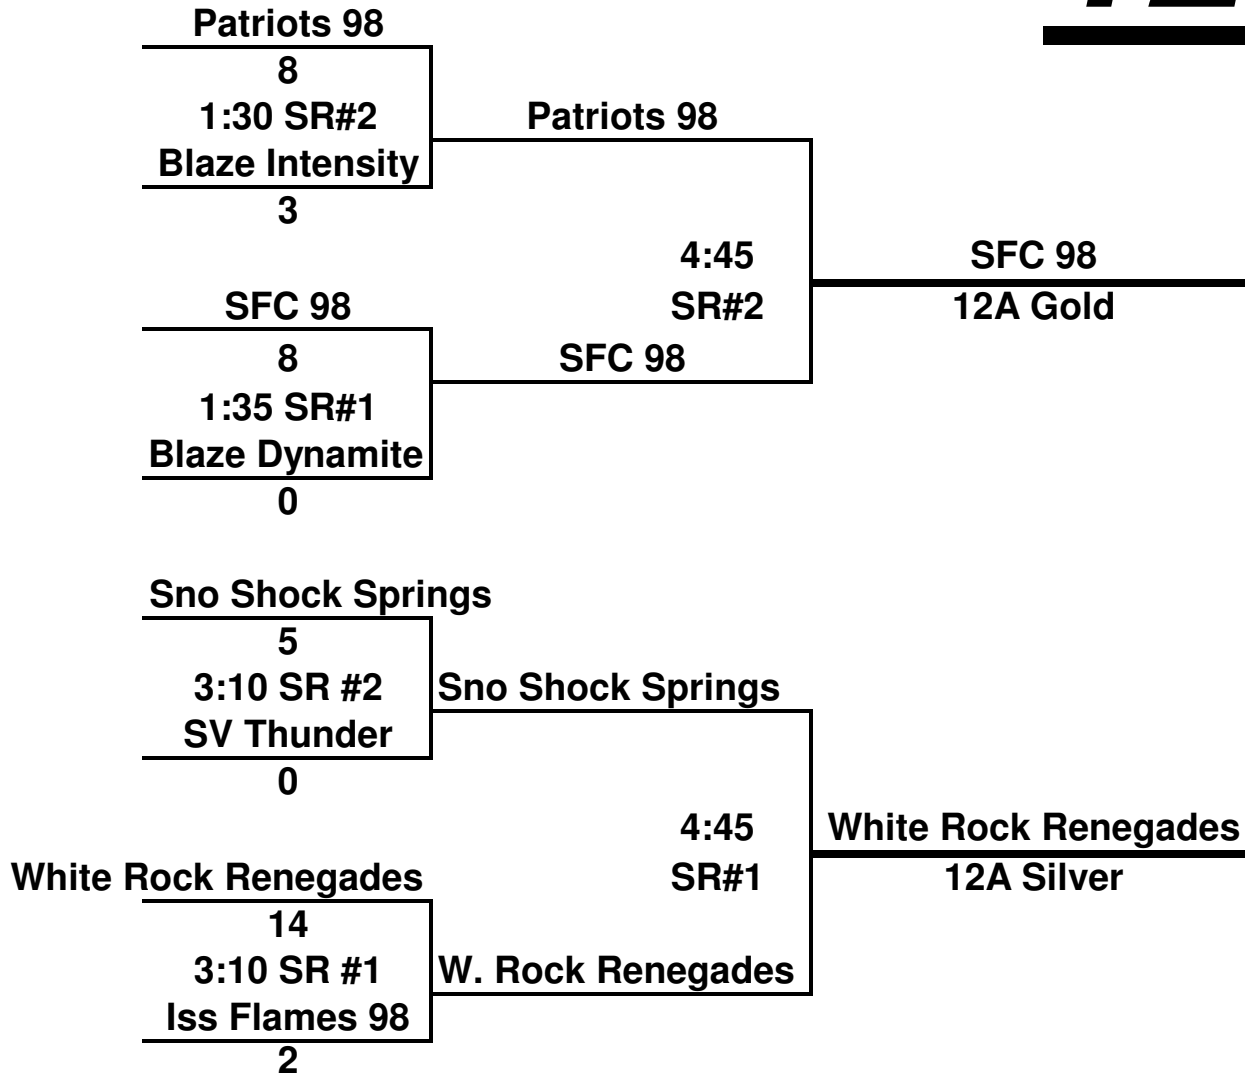 Patriots 98
8
1:30 SR#2
Blaze Intensity
3
Patriots 98
SFC 98
8
1:35 SR#1
Blaze Dynamite
0
SFC 98
4:45
SR#2
SFC 98
12A Gold
Sno Shock Springs
5
3:10 SR #2
SV Thunder
0
Sno Shock Springs
White Rock Renegades
14
3:10 SR #1
Iss Flames 98
2
W. Rock Renegades
4:45
SR#1
White Rock Renegades
12A Silver